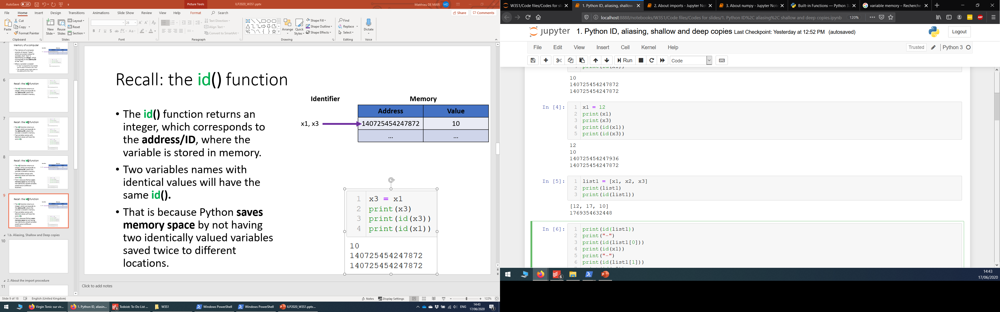 AutoSave Off
Picture Tools
ILP2020_W3S1.pptx
Matthieu DE MARI MD
File Home Insert Design Transitions Animations Slide Show Review View Help Format Search
Share Comments
Paste
Cut
Copy
Format Painter
Clipboard
New Slide
Reuse Slides
Layout
Reset
Section
Slides
28
Font
Text Direction
Align Text
Convert to SmartArt
Paragraph
Arrange
Quick Styles
Shape Fill
Shape Outline
Shape Effects
Drawing
Find
Replace
Select
Editing
Dictate
Voice
Memory of a computer
6
Recall: the id() function
7
Recall: the id() function
8
Recall: the id() function
9
Recall: the id() function
1.b. Aliasing, Shallow and Deep copies
10
2. About the import procedure
11
Recall: the id() function
• The id() function returns an
integer, which corresponds to
the address/ID, where the
variable is stored in memory.
• Two variables names with
identical values will have the
same id().
• That is because Python saves
memory space by not having
two identically valued variables
saved twice to different
locations.
Identifier
Memory
Address Value
x1, x3
140725454247872 10
... ...
1 x3 = x1
2 print(x3)
3 print(id(x3))
4 print(id(x1))
10
140725454247872
140725454247872
Click to add notes
Slide 9 of 18 English (United Kingdom)
Notes Display Settings 122%
Virgin Tonic sur vir...
1. Python ID, aliasin...
Todoist: To-Do List ...
6
W3S1
Windows PowerShell
Windows PowerShell
ILP2020_W3S1.pptx...
ENG
14:43
17/06/2020
1
W3S1/Code files/Codes for sli
1. Python ID, aliasing, shallow
2. About imports - Jupyter Not
3. About numpy - Jupyter Note
Built-in Functions — Python 3.
variable memory – Recherche
localhost:8888/notebooks/W3S1/Code files/Codes for slides/1. Python ID%2C aliasing%2C shallow and deep copies.ipynb
120%
ABP
jupyter 1. Python ID, aliasing, shallow and deep copies Last Checkpoint: Yesterday at 12:52 PM (autosaved)
Logout
File Edit View Insert Cell Kernel Help
Trusted
Python 3
Run
Code
print(id(x1))
10
140725454247872
140725454247872
In [4]:
1 x1 = 12
2 print(x1)
3 print(x3)
4 print(id(x1))
5 print(id(x3))
12
10
140725454247936
140725454247872
In [5]:
1 list1 = [x1, x2, x3]
2 print(list1)
3 print(id(list1))
[12, 17, 10]
1769354632448
In [6]:
1 print(id(list1))
2 print("-")
3 print(id(list1[0]))
4 print(id(x1))
5 print("-")
6 print(id(list1[1]))
6
14:43
17/06/2020